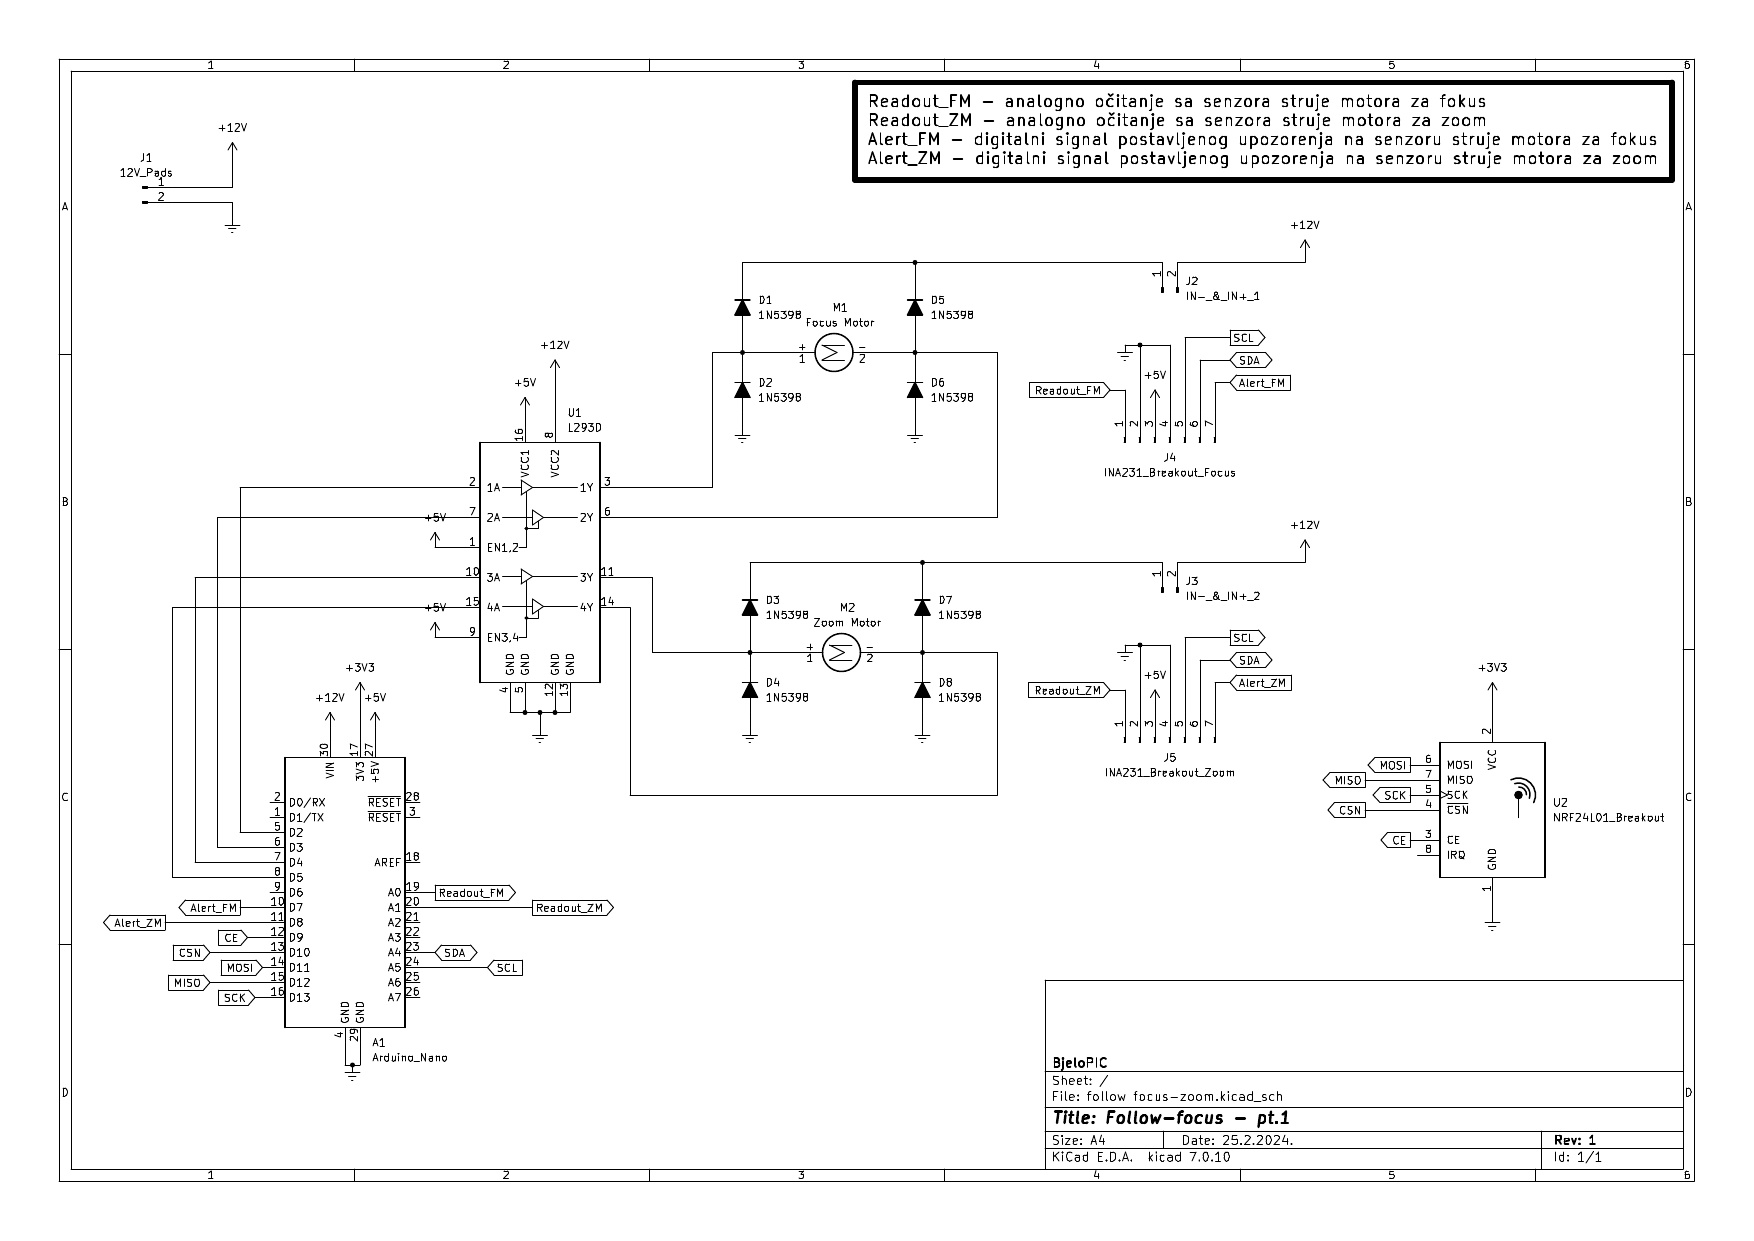 1 2 3 4 5 6
Readout_FM – analogno očitanje sa senzora struje motora za fokus
Readout_ZM – analogno očitanje sa senzora struje motora za zoom
Alert_FM – digitalni signal postavljenog upozorenja na senzoru struje motora za fokus
Alert_ZM – digitalni signal postavljenog upozorenja na senzoru struje motora za zoom
+12V
J1
12V_Pads
1
2
A A
+12V
1 2
J2
IN-_&_IN+_1
D1
1N5398
M1
Focus Motor
D5
1N5398
+ 1
- 2
D2
1N5398
D6
1N5398
SCL
SDA
Alert_FM
+5V
Readout_FM
1 2 3 4 5 6 7
J4
INA231_Breakout_Focus
+12V
+5V
U1
L293D
16 8
VCC1 VCC2
2 1A 1Y 3
7 2A 2Y 6
+5V
1 EN1,2
10 3A 3Y 11
15 4A 4Y 14
+5V
9 EN3,4
GND GND GND GND
4 5 12 13
B B
+12V
1 2
J3
IN-_&_IN+_2
D3
1N5398
M2
Zoom Motor
D7
1N5398
+ 1
- 2
D4
1N5398
D8
1N5398
SCL
SDA
Alert_ZM
+5V
Readout_ZM
1 2 3 4 5 6 7
J5
INA231_Breakout_Zoom
+3V3
+12V +5V
30 17 27
VIN 3V3 +5V
2 D0/RX RESET 28
1 D1/TX RESET 3
5 D2
6 D3
7 D4 AREF 18
8 D5
9 D6 A0 19 Readout_FM
Alert_FM 10 D7 A1 20 Readout_ZM
Alert_ZM 11 D8 A2 21
CE 12 D9 A3 22
CSN 13 D10 A4 23 SDA
MOSI 14 D11 A5 24 SCL
MISO 15 D12 A6 25
SCK 16 D13 A7 26
GND GND
4 29
A1
Arduino_Nano
C C
+3V3
2
VCC
MOSI 6 MOSI
MISO 7 MISO
SCK 5 SCK
CSN 4 CSN
CE 3 CE
8 IRQ
GND
1
U2
NRF24L01_Breakout
D D
BjeloPIC
Sheet: /
File: follow focus-zoom.kicad_sch
Title: Follow-focus - pt.1
Size: A4 Date: 25.2.2024. Rev: 1
KiCad E.D.A. kicad 7.0.10 Id: 1/1
1 2 3 4 5 6